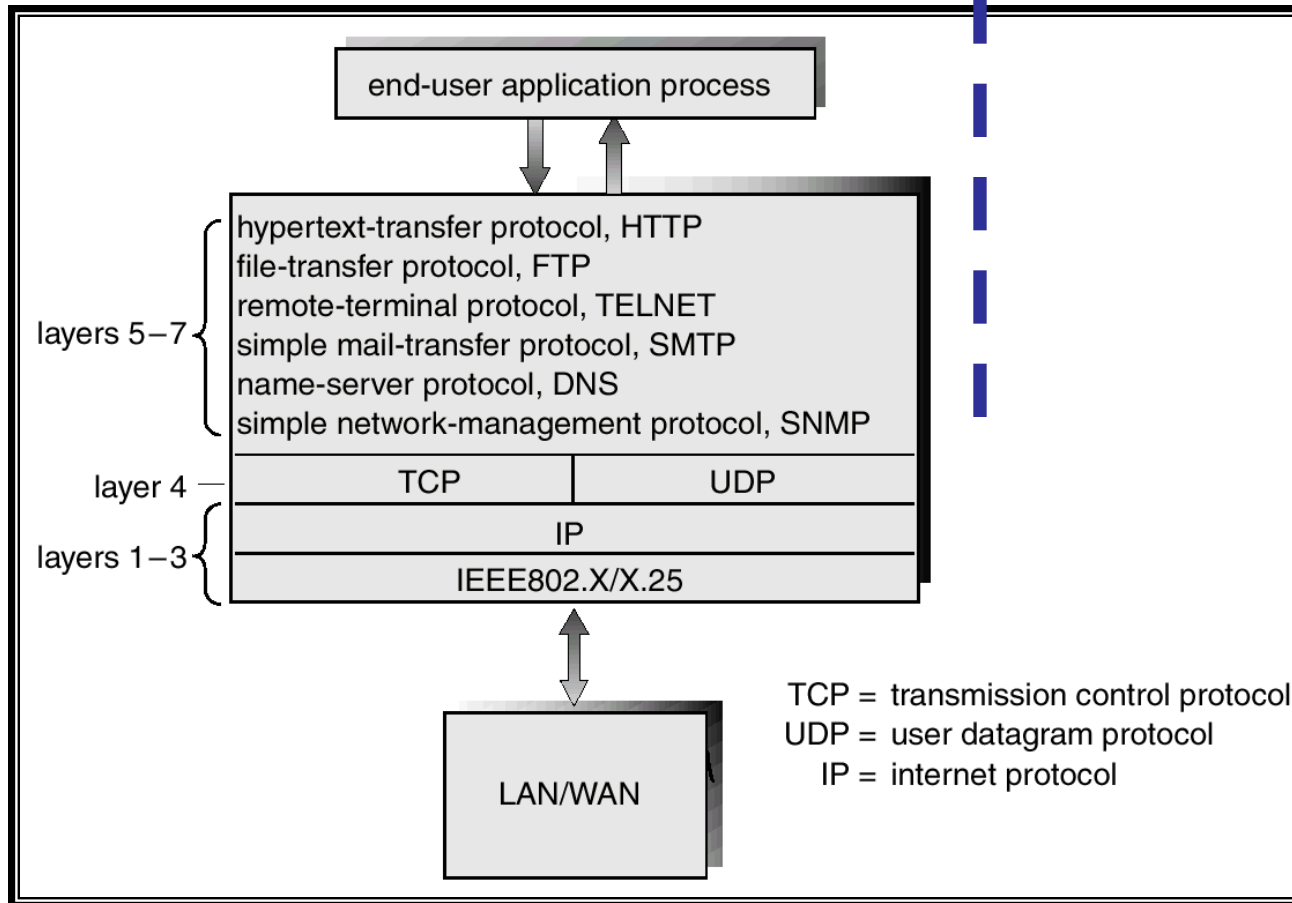 end-user application process
hypertext-transfer protocol, HTTP
file-transfer protocol, FTP
remote-terminal protocol, TELNET
simple mail-transfer protocol, SMTP
name-server protocol, DNS
simple network-management protocol, SNMP
layers 5–7
layer 4
TCP UDP
layers 1–3
IP
IEEE802.X/X.25
LAN/WAN
TCP = transmission control protocol
UDP = user datagram protocol
IP = internet protocol